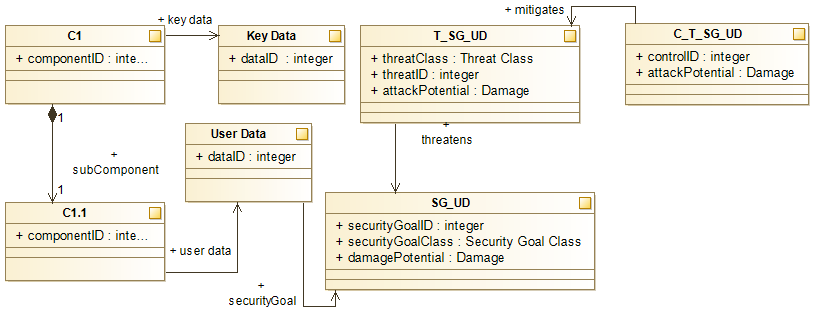 C1
+ componentID : inte...
+ key data
Key Data
+ dataID : integer
T_SG_UD
+ threatClass : Threat Class
+ threatID : integer
+ attackPotential : Damage
+ mitigates
C_T_SG_UD
+ controlID : integer
+ attackPotential : Damage
1
+
subComponent
1
User Data
+ dataID : integer
+
threatens
C1.1
+ componentID : inte...
+ user data
SG_UD
+ securityGoalID : integer
+ securityGoalClass : Security Goal Class
+ damagePotential : Damage
+
securityGoal